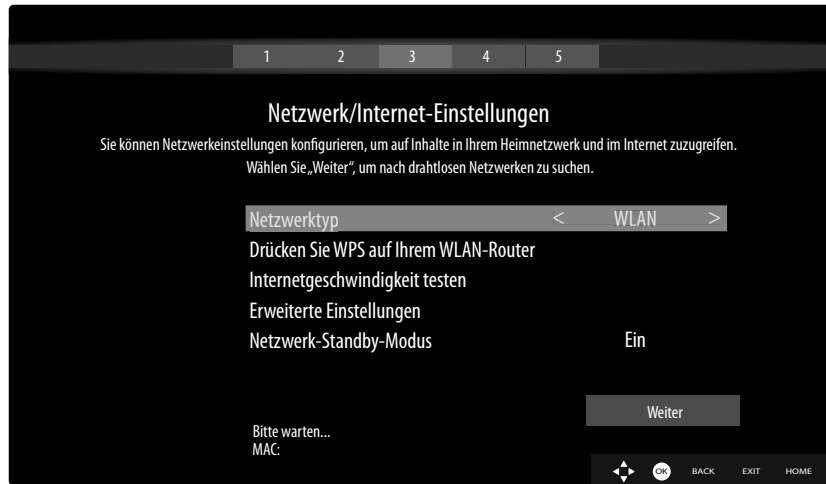 1 2 3 4 5
Netzwerk/Internet-Einstellungen
Sie können Netzwerkeinstellungen konfigurieren, um auf Inhalte in Ihrem Heimnetzwerk und im Internet zuzugreifen.
Wählen Sie „Weiter“, um nach drahtlosen Netzwerken zu suchen.
Netzwerktyp < WLAN >
Drücken Sie WPS auf Ihrem WLAN-Router
Internetgeschwindigkeit testen
Erweiterte Einstellungen
Netzwerk-Standby-Modus Ein
Weiter
Bitte warten...
MAC:
OK BACK EXIT HOME